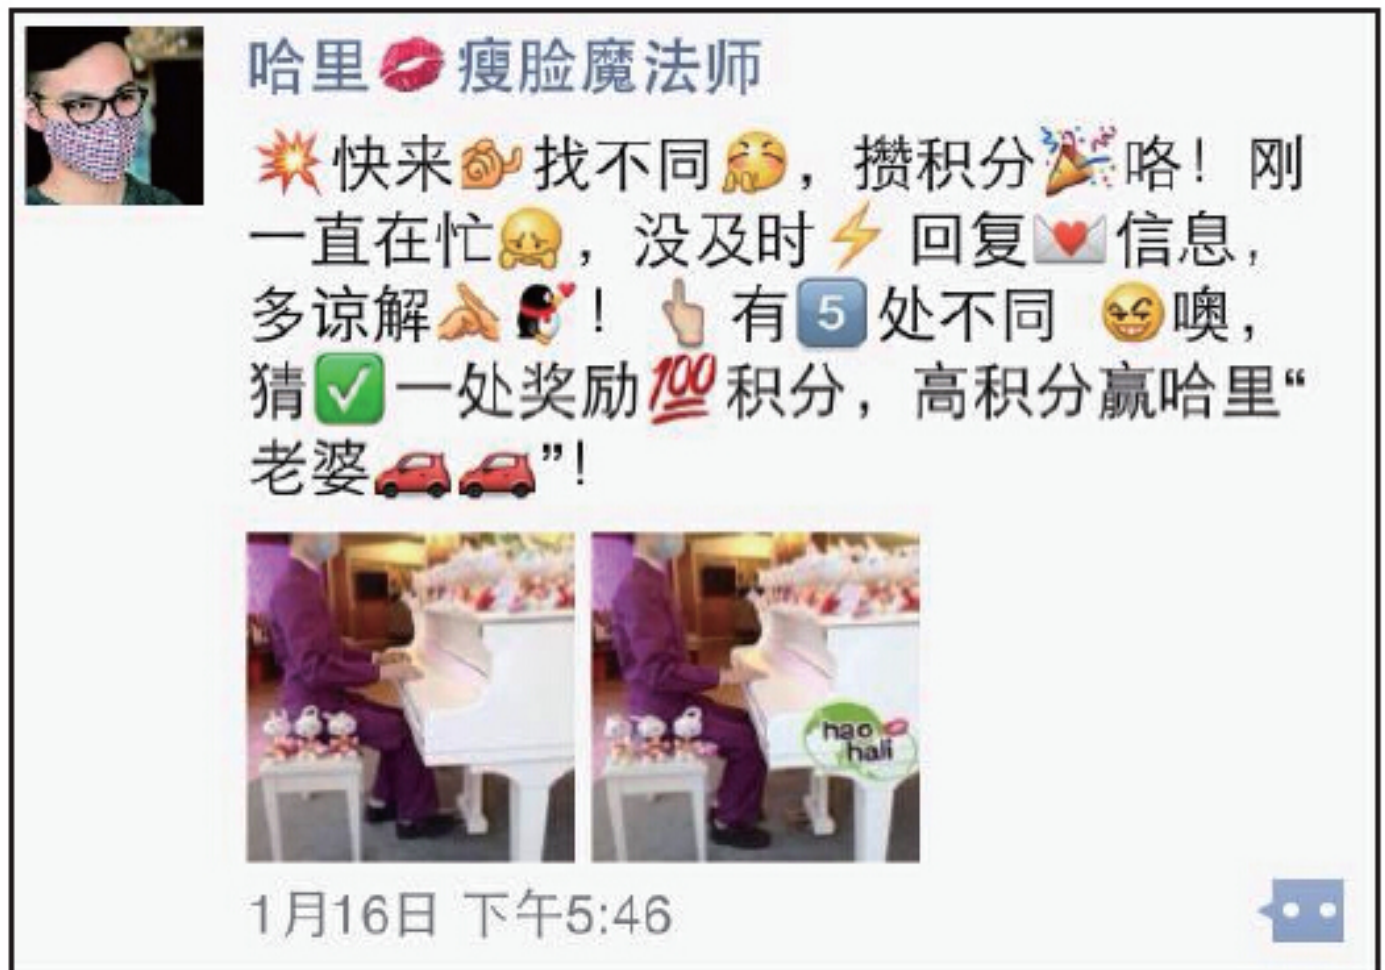 哈里💋瘦脸魔法师
💥快来👊找不同😊，攒积分🎉咯！刚
一直在忙🙏，没及时⚡回复💌信息，
多谅解🙏🐧！👆有5️⃣处不同 😆噢，
猜✅一处奖励💯积分，高积分赢哈里“
老婆🚗🚗”！
hao
hali
1月16日 下午5:46